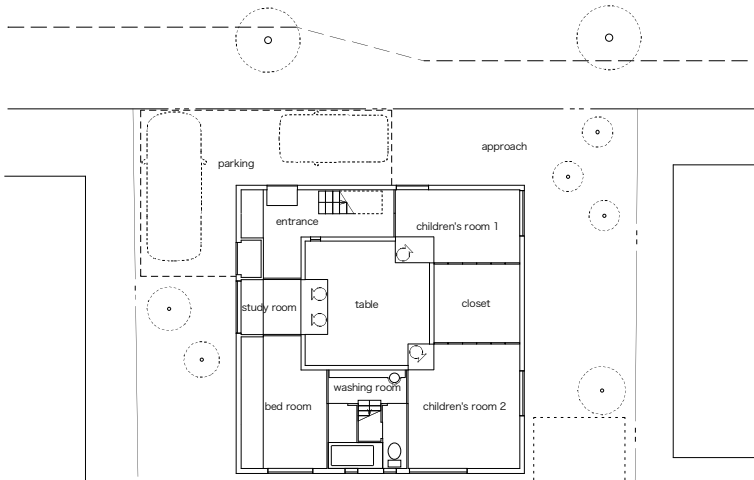 approach
parking
entrance
children's room 1
study room
table
closet
washing room
bed room
children's room 2